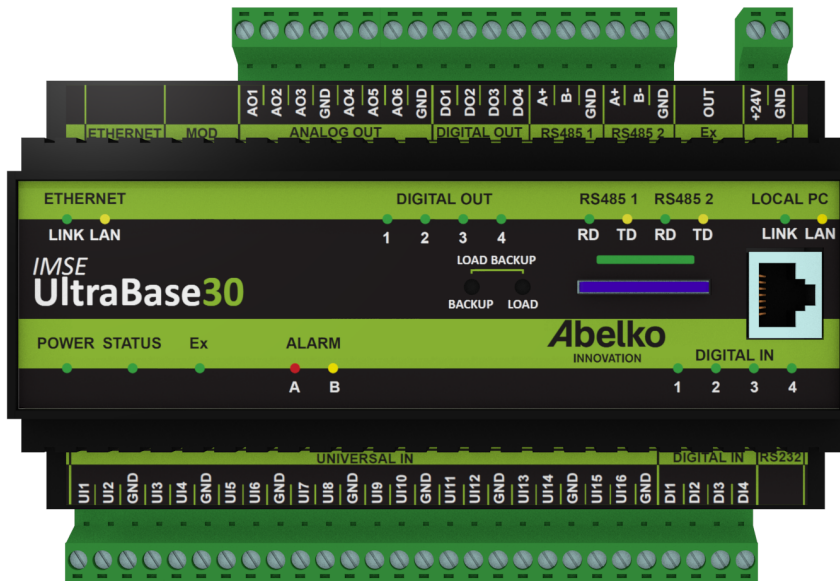 AO1 AO2 AO3 GND AO4 AO5 AO6 GND DO1 DO2 DO3 DO4 A+ B- GND A+ B- GND OUT +24V GND
ETHERNET MOD ANALOG OUT DIGITAL OUT RS485 1 RS485 2 Ex
ETHERNET DIGITAL OUT RS485 1 RS485 2 LOCAL PC
LINK LAN 1 2 3 4 RD TD RD TD LINK LAN
LOAD BACKUP
IMSE
UltraBase30
BACKUP LOAD
Abelko
INNOVATION
POWER STATUS Ex ALARM DIGITAL IN
A B 1 2 3 4
UNIVERSAL IN DIGITAL IN RS232
UI1 UI2 GND UI3 UI4 GND UI5 UI6 GND UI7 UI8 GND UI9 UI10 GND UI11 UI12 GND UI13 UI14 GND UI15 UI16 GND DI1 DI2 DI3 DI4